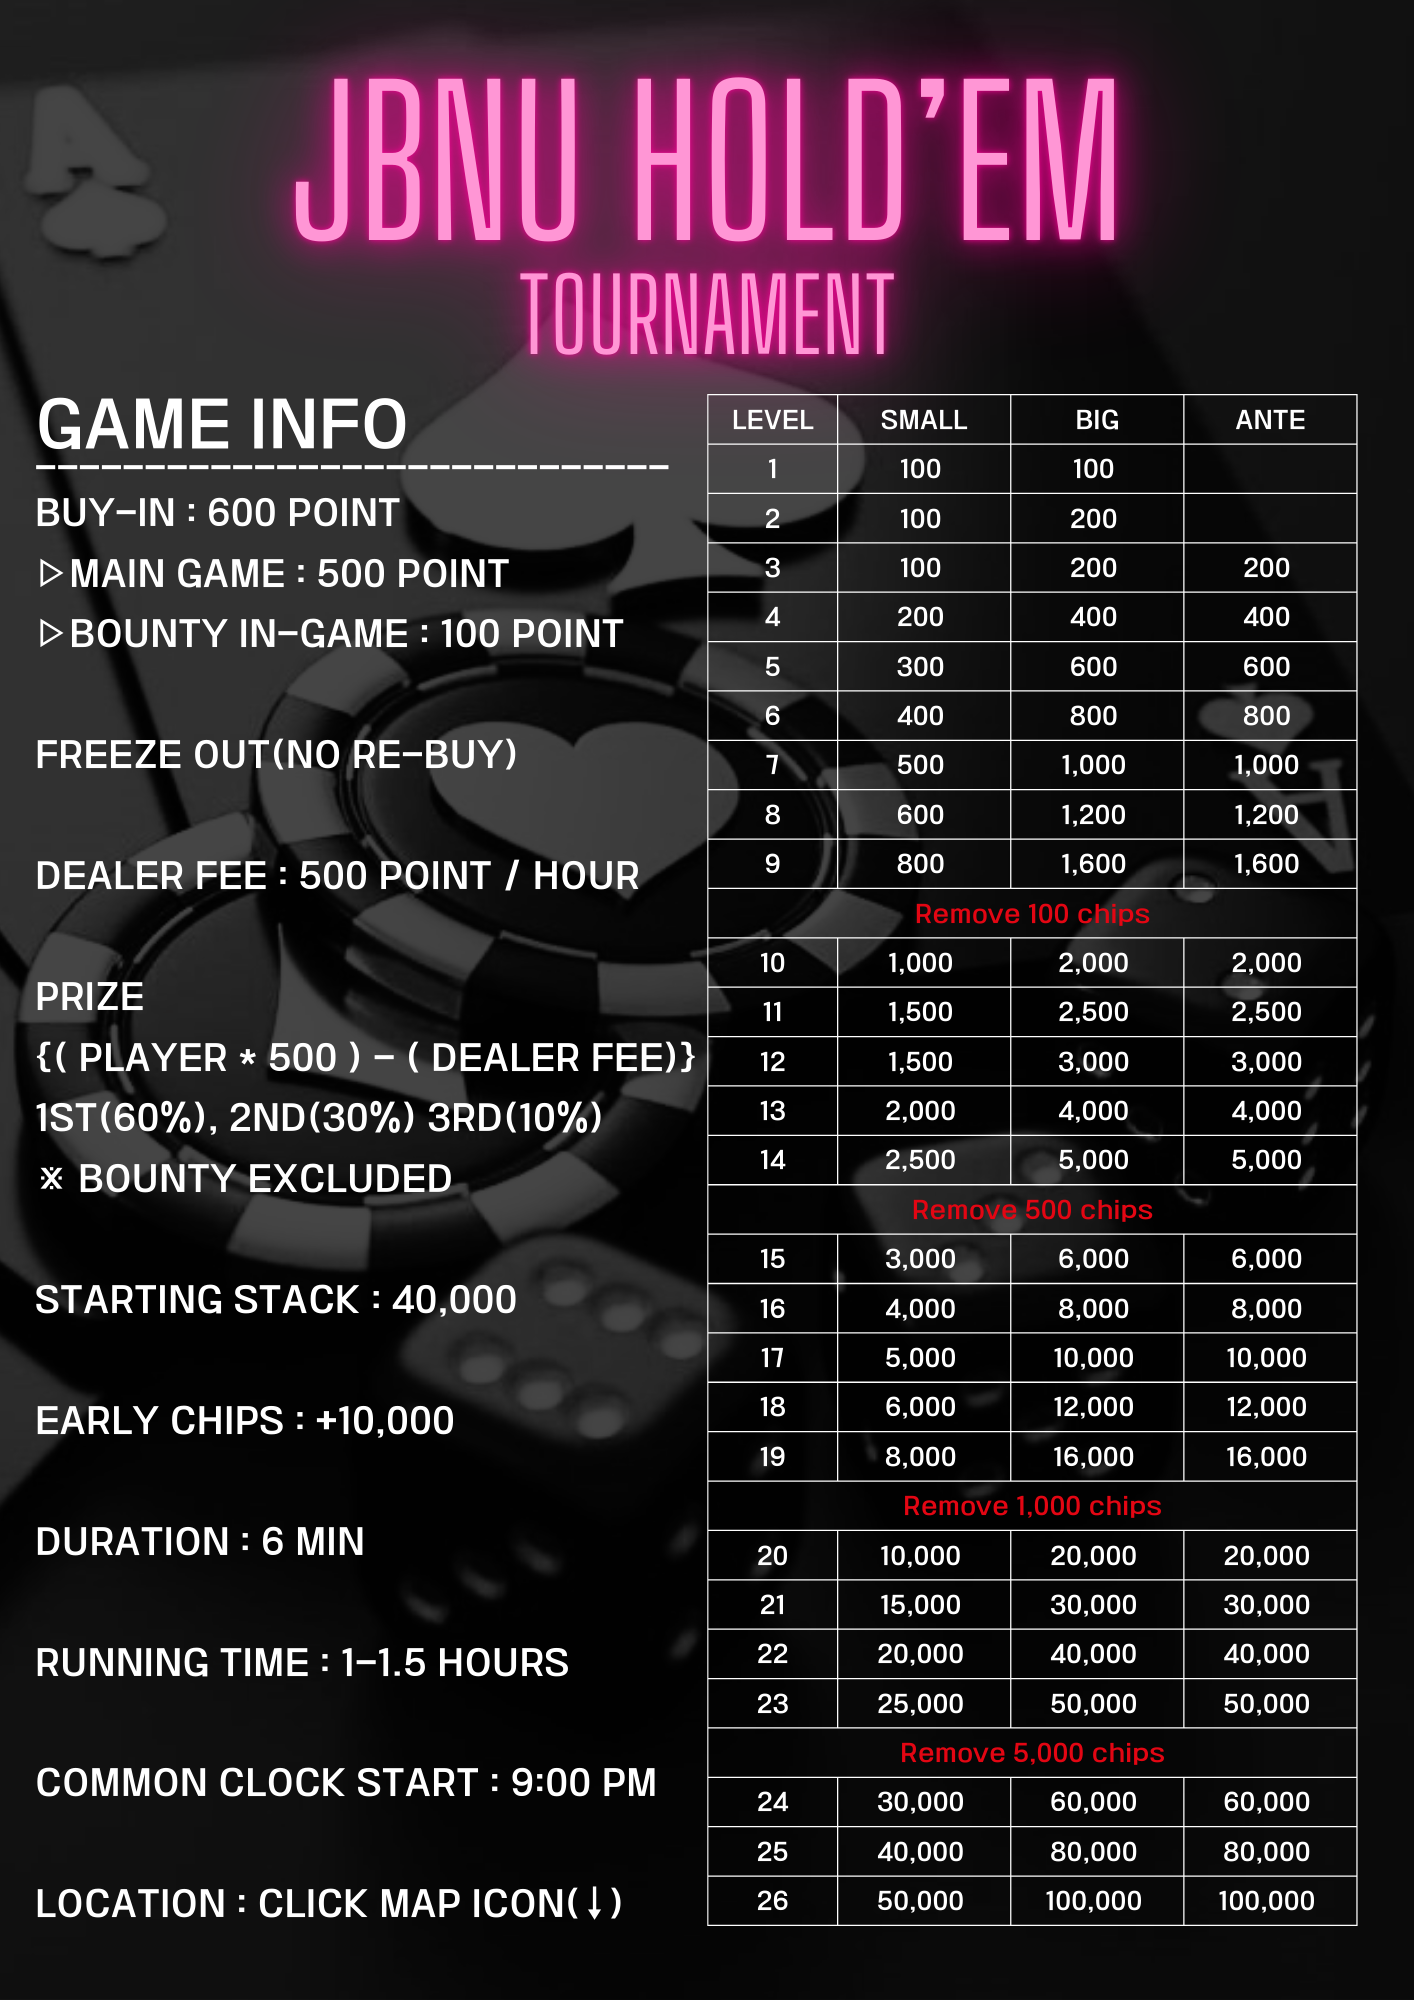 JBNU HOLD'EM
TOURNAMENT
GAME INFO
BUY-IN : 600 POINT
▷MAIN GAME : 500 POINT
▷BOUNTY IN-GAME : 100 POINT
FREEZE OUT(NO RE-BUY)
DEALER FEE : 500 POINT / HOUR
PRIZE
{( PLAYER * 500 ) - ( DEALER FEE)}
1ST(60%), 2ND(30%) 3RD(10%)
※ BOUNTY EXCLUDED
STARTING STACK : 40,000
EARLY CHIPS : +10,000
DURATION : 6 MIN
RUNNING TIME : 1-1.5 HOURS
COMMON CLOCK START : 9:00 PM
LOCATION : CLICK MAP ICON(↓)
LEVEL SMALL BIG ANTE
1 100 100
2 100 200
3 100 200 200
4 200 400 400
5 300 600 600
6 400 800 800
7 500 1,000 1,000
8 600 1,200 1,200
9 800 1,600 1,600
Remove 100 chips
10 1,000 2,000 2,000
11 1,500 2,500 2,500
12 1,500 3,000 3,000
13 2,000 4,000 4,000
14 2,500 5,000 5,000
Remove 500 chips
15 3,000 6,000 6,000
16 4,000 8,000 8,000
17 5,000 10,000 10,000
18 6,000 12,000 12,000
19 8,000 16,000 16,000
Remove 1,000 chips
20 10,000 20,000 20,000
21 15,000 30,000 30,000
22 20,000 40,000 40,000
23 25,000 50,000 50,000
Remove 5,000 chips
24 30,000 60,000 60,000
25 40,000 80,000 80,000
26 50,000 100,000 100,000
A
A